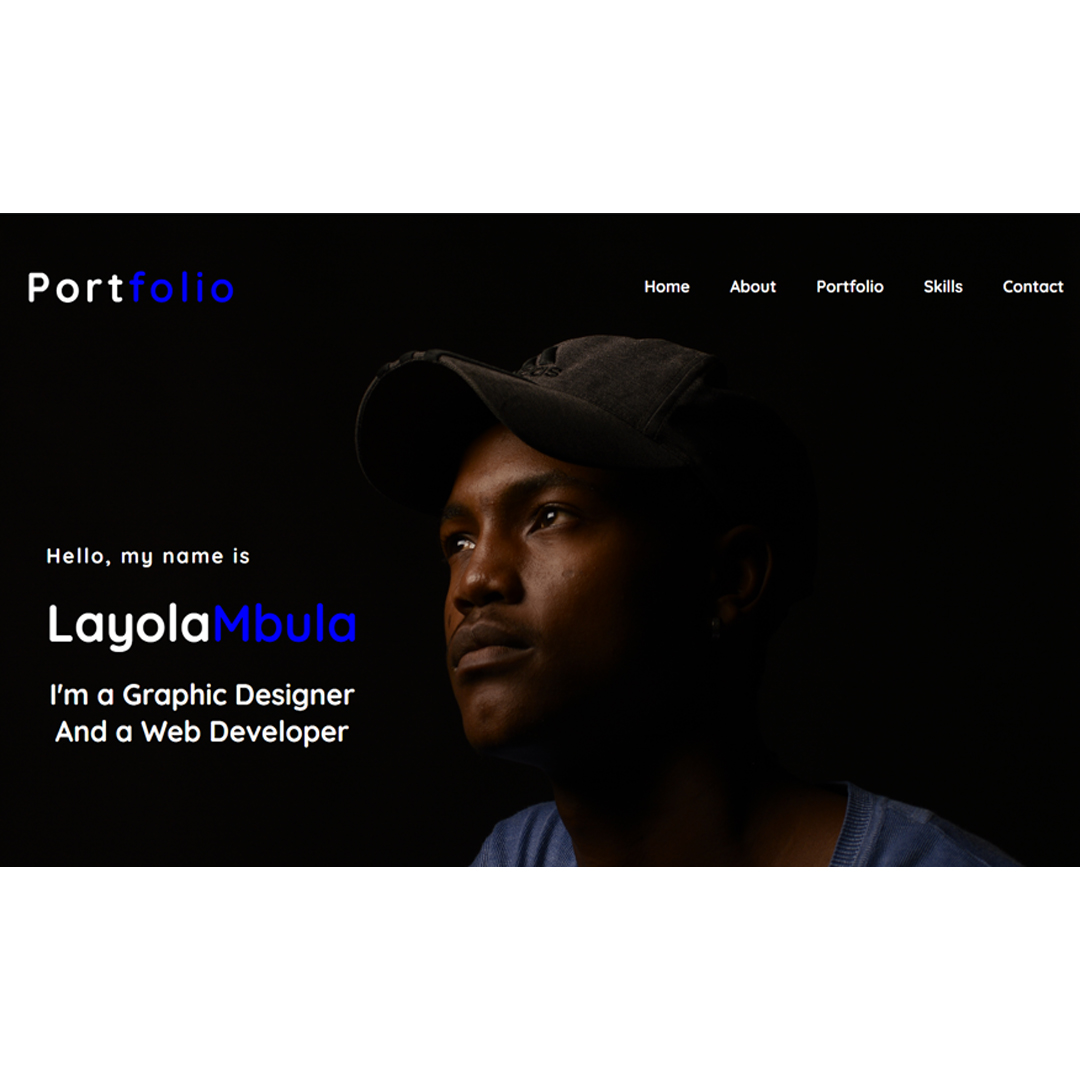 Portfolio
Home About Portfolio Skills Contact
Hello, my name is
LayolaMbula
I'm a Graphic Designer
And a Web Developer